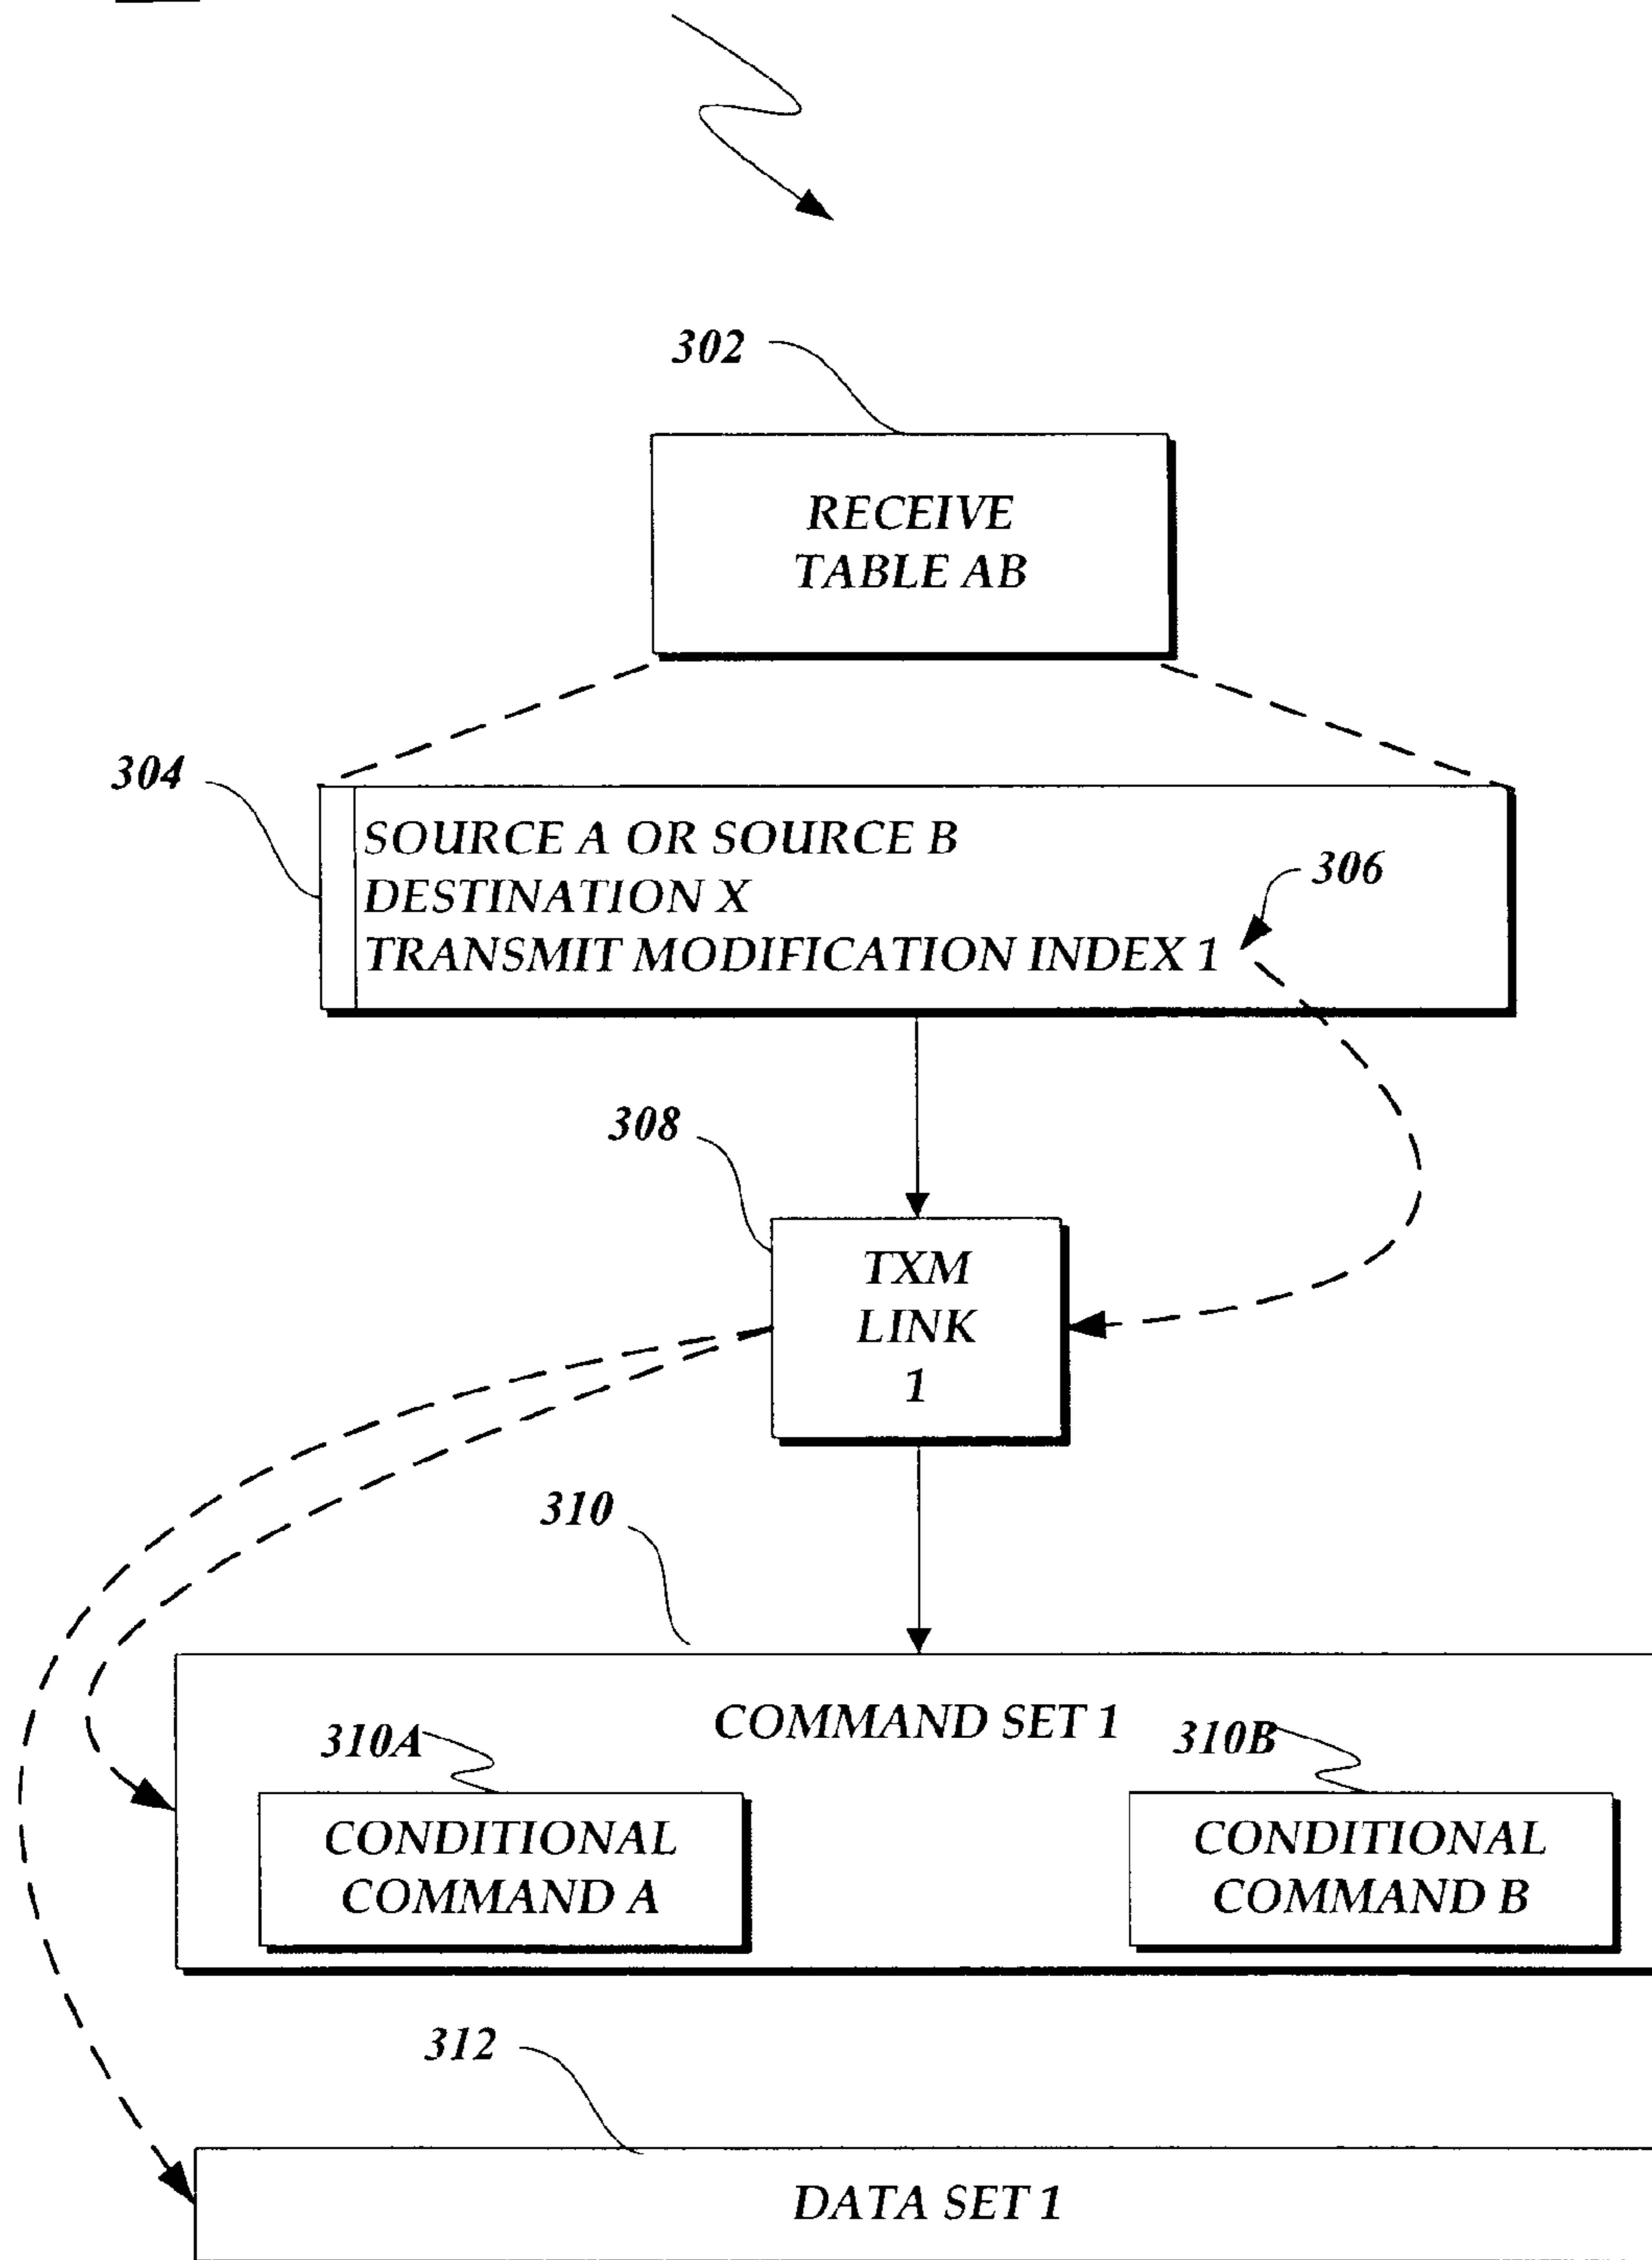 302
RECEIVE
TABLE AB
304
SOURCE A OR SOURCE B
DESTINATION X
TRANSMIT MODIFICATION INDEX 1
306
308
TXM
LINK
1
310
COMMAND SET 1
310A
310B
CONDITIONAL
COMMAND A
CONDITIONAL
COMMAND B
312
DATA SET 1